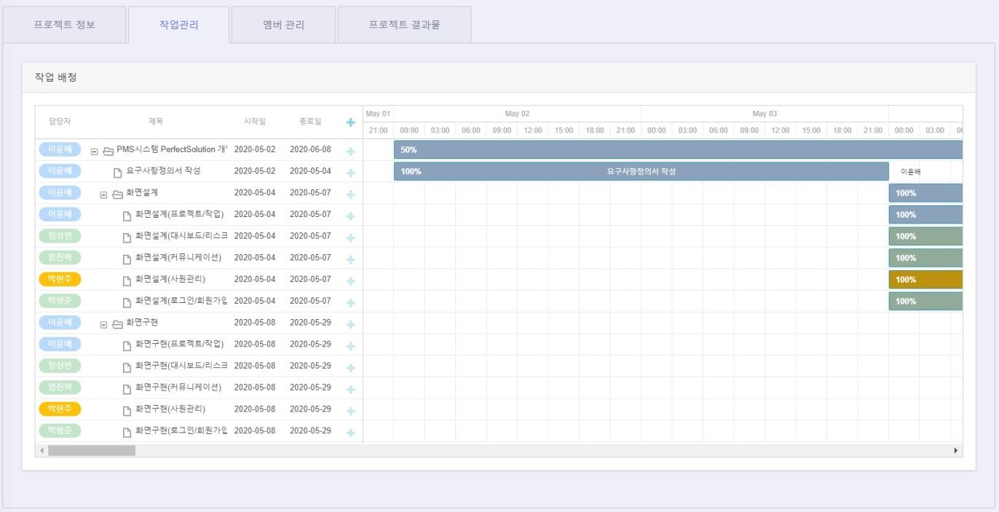 프로젝트 정보 작업관리 멤버 관리 프로젝트 결과물
작업 배정
담당자 제목 시작일 종료일 May 01 May 02 May 03
21:00 00:00 03:00 06:00 09:00 12:00 15:00 18:00 21:00 00:00 03:00 06:00 09:00 12:00 15:00 18:00 21:00 00:00 03:00
이윤배 PMS시스템 PerfectSolution 2020-05-02 2020-06-08 50%
이윤배 요구사항정의서 작성 2020-05-02 2020-05-04 100% 요구사항정의서 작성 이윤배
이윤배 화면설계 2020-05-04 2020-05-07 100%
이윤배 화면설계(프로젝트/작업) 2020-05-04 2020-05-07 100%
임성빈 화면설계(대시보드/리스크 2020-05-04 2020-05-07 100%
임진혁 화면설계(커뮤니케이션) 2020-05-04 2020-05-07 100%
박현주 화면설계(사원관리) 2020-05-04 2020-05-07 100%
박형준 화면설계(로그인/회원가입 2020-05-04 2020-05-07 100%
이윤배 화면구현 2020-05-08 2020-05-29
이윤배 화면구현(프로젝트/작업) 2020-05-08 2020-05-29
임성빈 화면구현(대시보드/리스크 2020-05-08 2020-05-29
임진혁 화면구현(커뮤니케이션) 2020-05-08 2020-05-29
박현주 화면구현(사원관리) 2020-05-08 2020-05-29
박형준 화면구현(로그인/회원가입 2020-05-08 2020-05-29